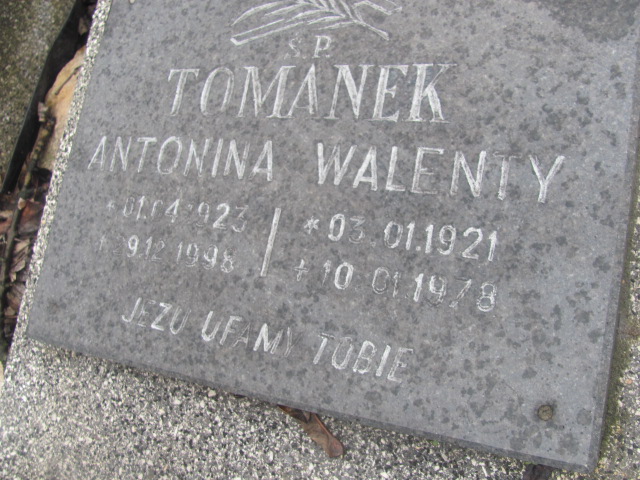 Ś.P.
TOMANEK
ANTONINA WALENTY
*01.04.1923 *03.01.1921
+9.12.1998 +10.01.1978
JEZU UFAMY TOBIE